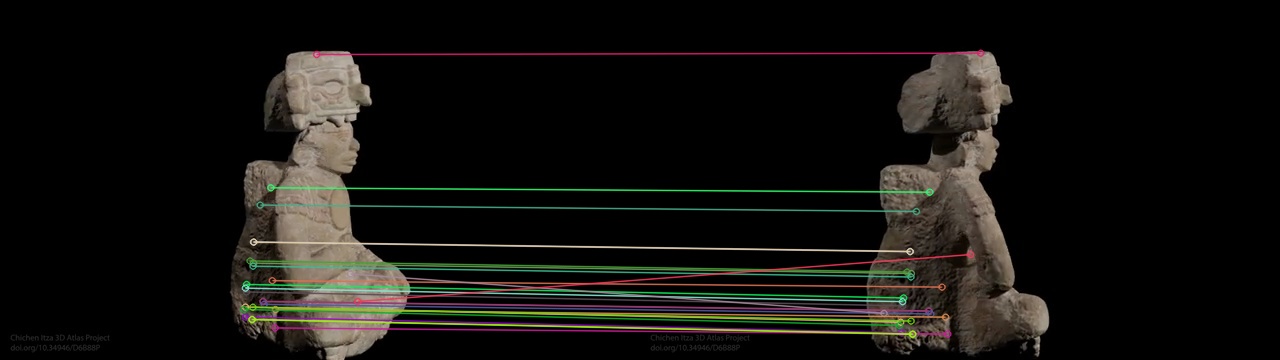 Chichen Itza 3D Atlas Project
doi.org/10.34946/D6B88P
Chichen Itza 3D Atlas Project
doi.org/10.34946/D6B88P